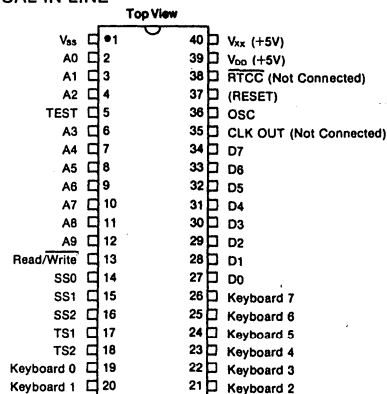 DUAL IN LINE
Top View
Vss •1 40 Vxx (+5V)
A0 2 39 VDD (+5V)
A1 3 38 RTCC (Not Connected)
A2 4 37 (RESET)
TEST 5 36 OSC
A3 6 35 CLK OUT (Not Connected)
A4 7 34 D7
A5 8 33 D6
A6 9 32 D5
A7 10 31 D4
A8 11 30 D3
A9 12 29 D2
Read/Write 13 28 D1
SS0 14 27 D0
SS1 15 26 Keyboard 7
SS2 16 25 Keyboard 6
TS1 17 24 Keyboard 5
TS2 18 23 Keyboard 4
Keyboard 0 19 22 Keyboard 3
Keyboard 1 20 21 Keyboard 2